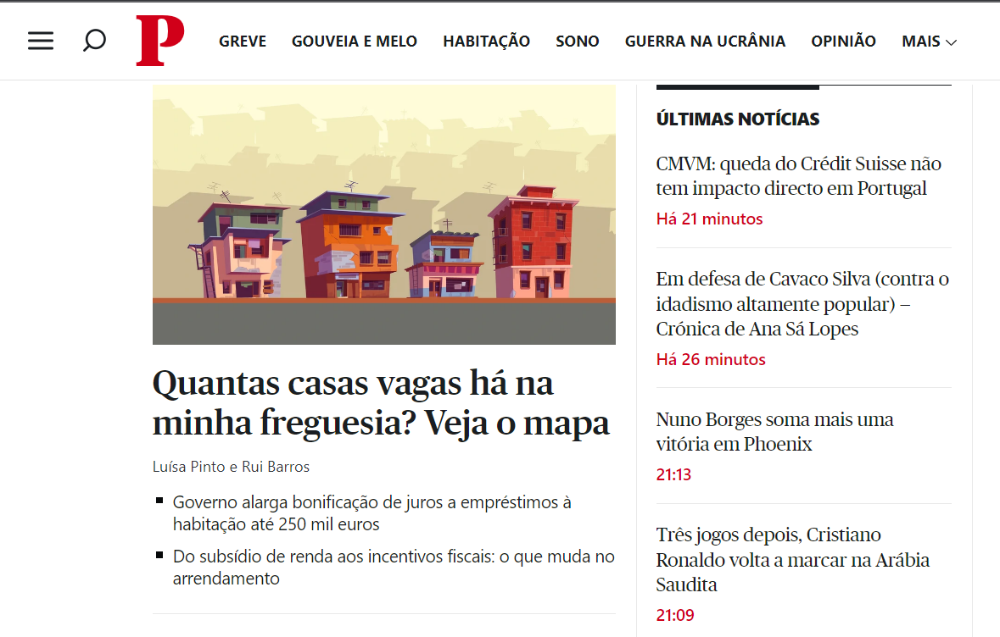 P
GREVE
GOUVEIA E MELO
HABITAÇÃO
SONO
GUERRA NA UCRÂNIA
OPINIÃO
MAIS
Quantas casas vagas há na
minha freguesia? Veja o mapa
Luísa Pinto e Rui Barros
Governo alarga bonificação de juros a empréstimos à
habitação até 250 mil euros
Do subsídio de renda aos incentivos fiscais: o que muda no
arrendamento
ÚLTIMAS NOTÍCIAS
CMVM: queda do Crédit Suisse não
tem impacto directo em Portugal
Há 21 minutos
Em defesa de Cavaco Silva (contra o
idadismo altamente popular) –
Crónica de Ana Sá Lopes
Há 26 minutos
Nuno Borges soma mais uma
vitória em Phoenix
21:13
Três jogos depois, Cristiano
Ronaldo volta a marcar na Arábia
Saudita
21:09